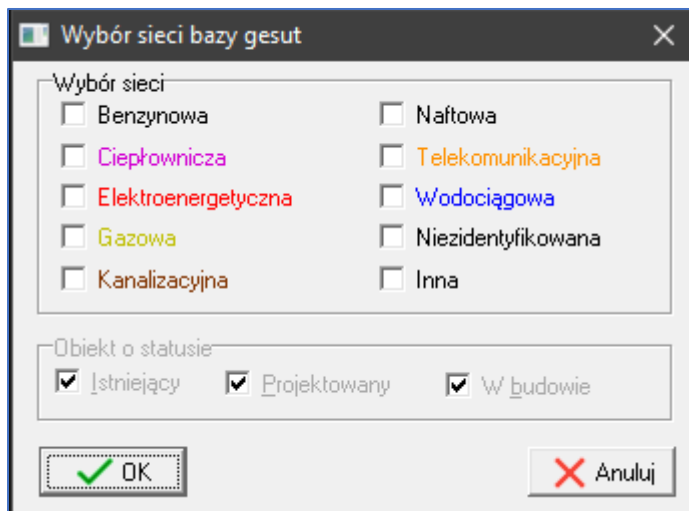 Wybór sieci bazy gesut
Wybór sieci
Benzynowa
Naftowa
Ciepłownicza
Telekomunikacyjna
Elektroenergetyczna
Wodociągowa
Gazowa
Niezidentyfikowana
Kanalizacyjna
Inna
Obiekt o statusie
Istniejący Projektowany W budowie
OK Anuluj